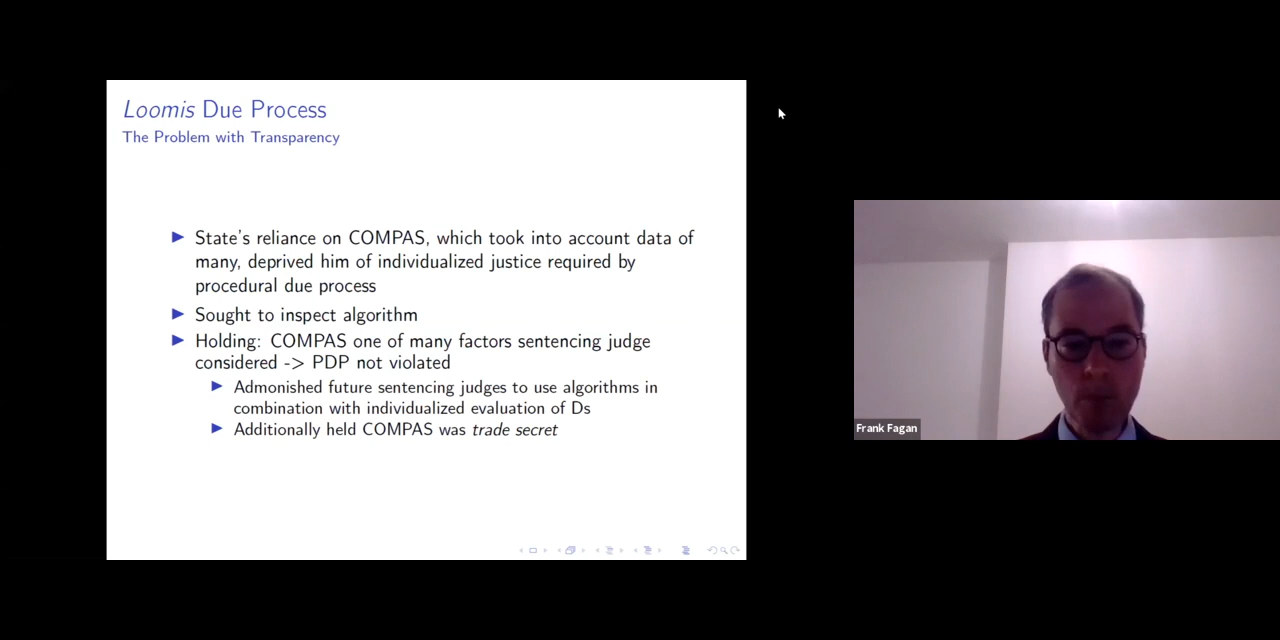 Loomis Due Process
The Problem with Transparency
State's reliance on COMPAS, which took into account data of
many, deprived him of individualized justice required by
procedural due process
Sought to inspect algorithm
Holding: COMPAS one of many factors sentencing judge
considered -> PDP not violated
Admonished future sentencing judges to use algorithms in
combination with individualized evaluation of Ds
Additionally held COMPAS was trade secret
Frank Fagan